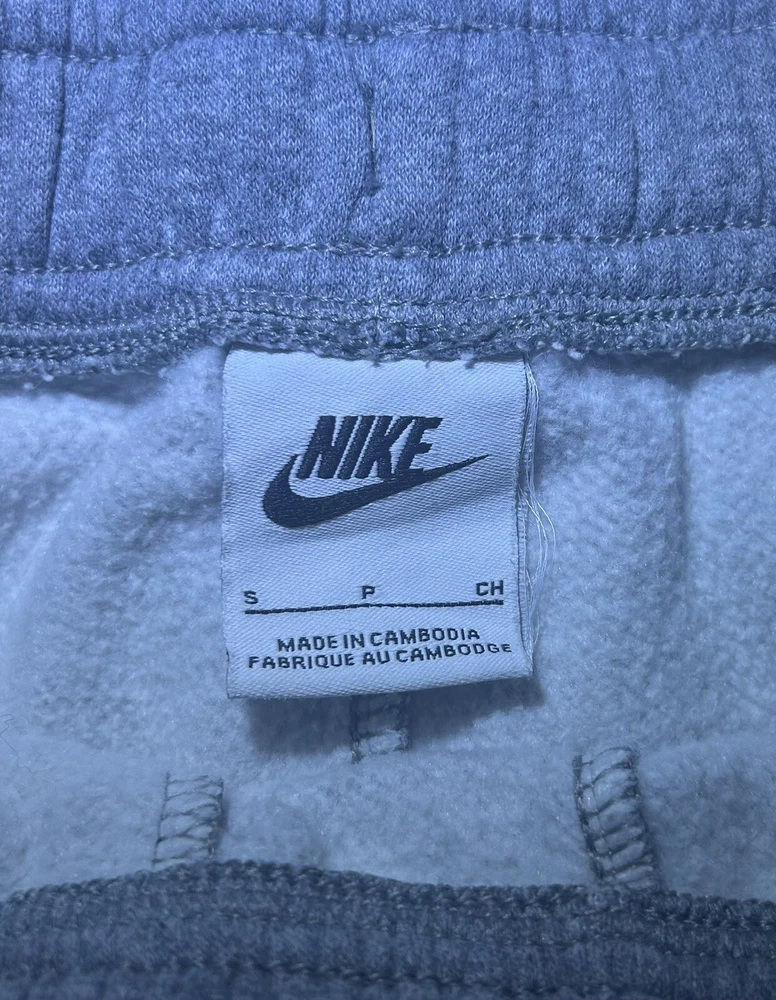 NIKE
S P CH
MADE IN CAMBODIA
FABRIQUE AU CAMBODGE